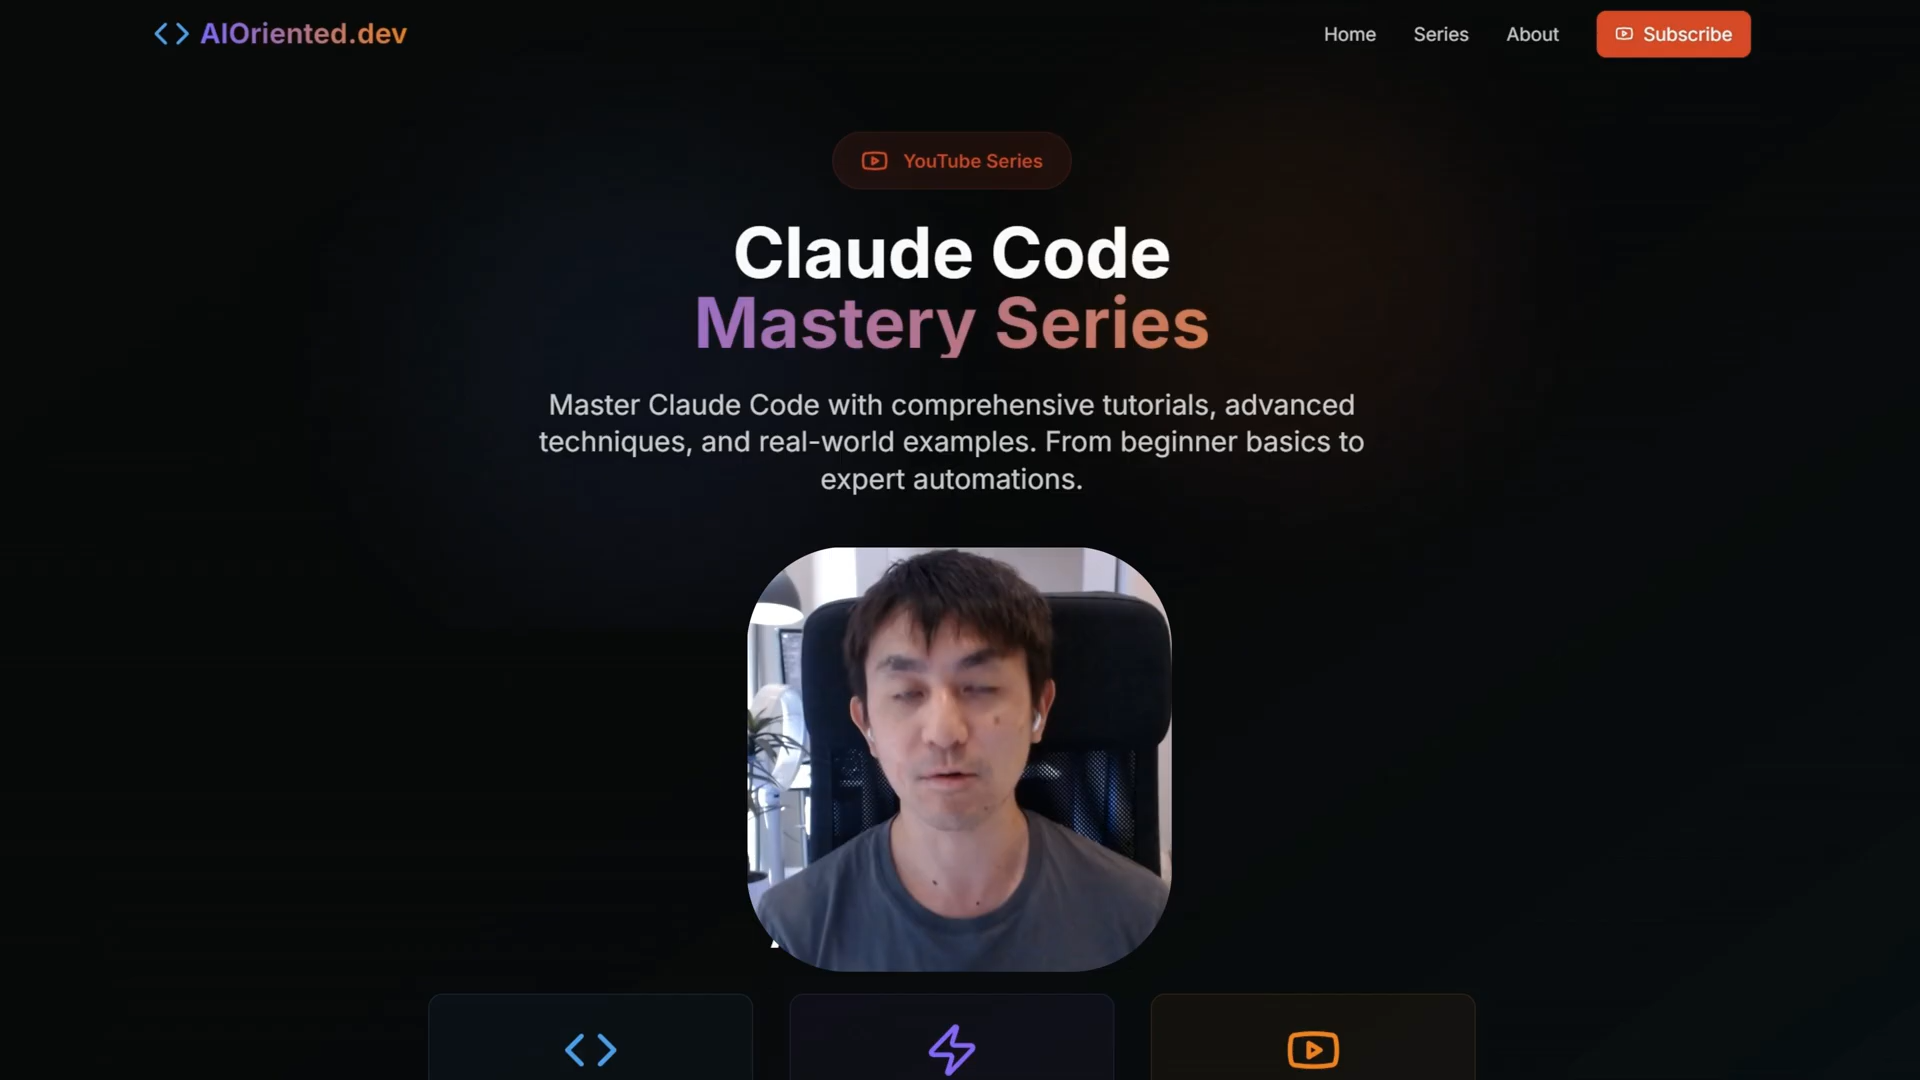 AIOriented.dev
Home
Series
About
Subscribe
YouTube Series
Claude Code
Mastery Series
Master Claude Code with comprehensive tutorials, advanced
techniques, and real-world examples. From beginner basics to
expert automations.